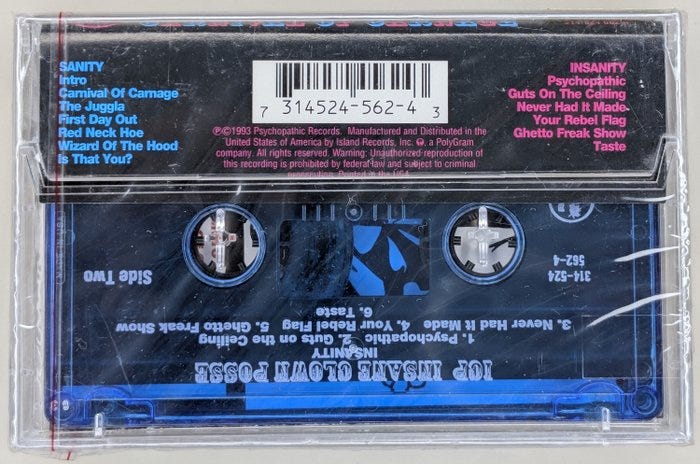 SANITY
Intro
Carnival Of Carnage
The Juggla
First Day Out
Red Neck Hoe
Wizard Of The Hood
Is That You?
7 314524-562-4 3
℗©1993 Psychopathic Records. Manufactured and Distributed in the
United States of America by Island Records, Inc. a PolyGram
company. All rights reserved. Warning: Unauthorized reproduction of
this recording is prohibited by federal law and subject to criminal
prosecution. Printed in the USA
INSANITY
Psychopathic
Guts On The Ceiling
Never Had It Made
Your Rebel Flag
Ghetto Freak Show
Taste
ICP INSANE CLOWN POSSE
INSANITY
1. Psychopathic 2. Guts on the Ceiling
3. Never Had It Made 4. Your Rebel Flag 5. Ghetto Freak Show
6. Taste
Side Two
314-524
562-4